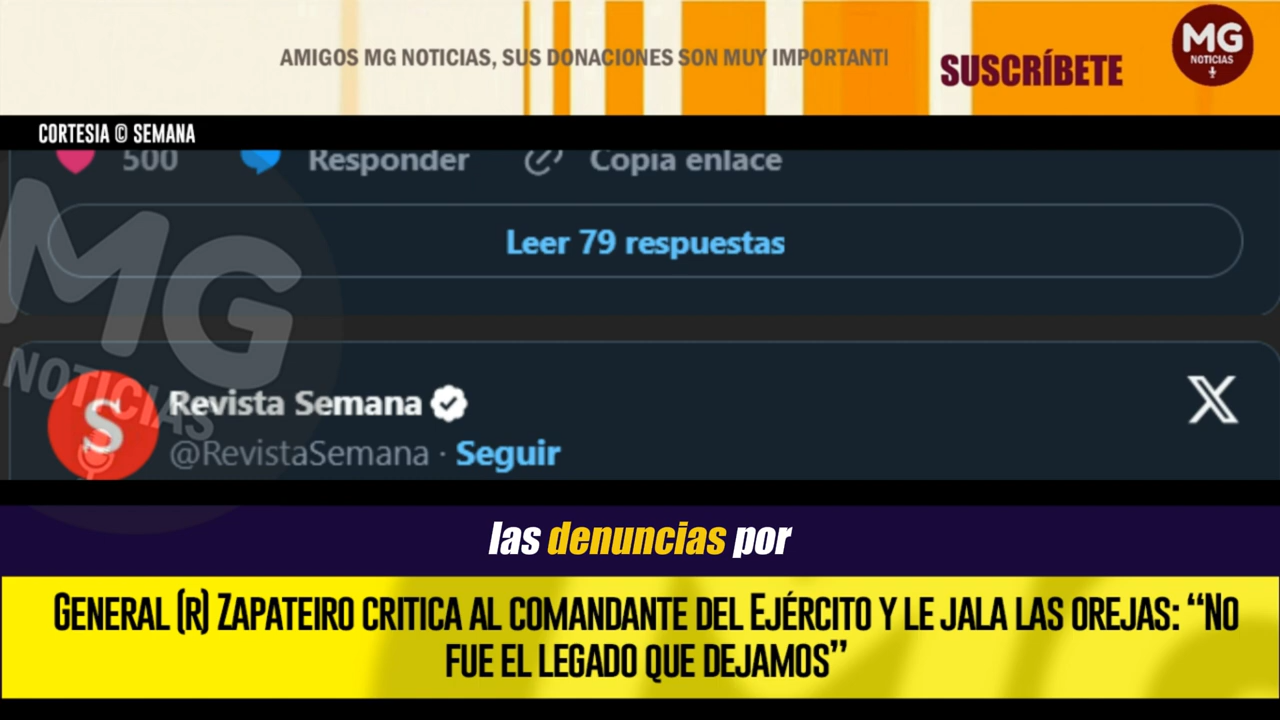 AMIGOS MG NOTICIAS, SUS DONACIONES SON MUY IMPORTANTI
SUSCRÍBETE
MG
NOTICIAS
CORTESIA © SEMANA
500 Responder Copia enlace
Leer 79 respuestas
MG
NOTICIAS
S
Revista Semana
@RevistaSemana · Seguir
X
las denuncias por
GENERAL (R) ZAPATEIRO CRITICA AL COMANDANTE DEL EJÉRCITO Y LE JALA LAS OREJAS: “NO
FUE EL LEGADO QUE DEJAMOS”